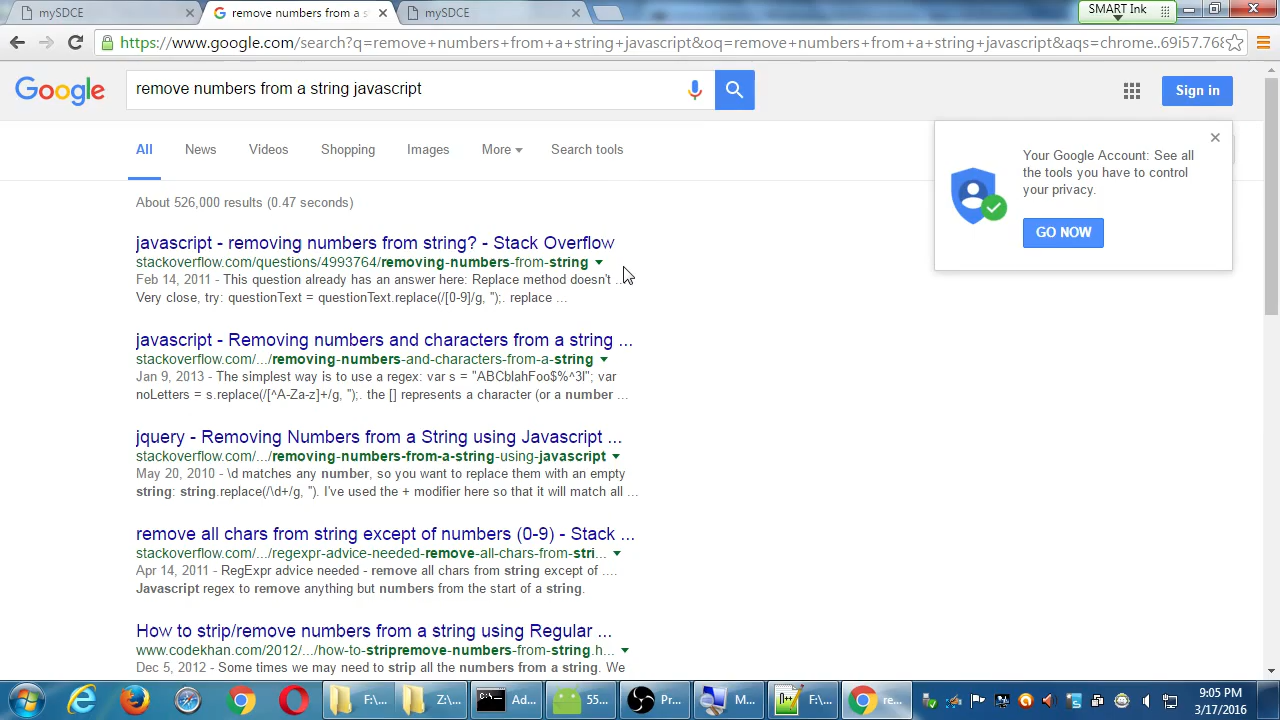 mySDCE
remove numbers from a s
mySDCE
SMART Ink
https://www.google.com/search?q=remove+numbers+from+a+string+javascript&oq=remove+numbers+from+a+string+javascript&aqs=chrome..69i57.768
Google
remove numbers from a string javascript
Sign in
All
News
Videos
Shopping
Images
More
Search tools
Your Google Account: See all
the tools you have to control
your privacy.
GO NOW
About 526,000 results (0.47 seconds)
javascript - removing numbers from string? - Stack Overflow
stackoverflow.com/questions/4993764/removing-numbers-from-string
Feb 14, 2011 - This question already has an answer here: Replace method doesn't ...
Very close, try: questionText = questionText.replace(/[0-9]/g, '');. replace ...
javascript - Removing numbers and characters from a string ...
stackoverflow.com/.../removing-numbers-and-characters-from-a-string
Jan 9, 2013 - The simplest way is to use a regex: var s = "ABCblahFoo$%^3l"; var
noLetters = s.replace(/[^A-Za-z]+/g, '');. the [] represents a character (or a number ...
jquery - Removing Numbers from a String using Javascript ...
stackoverflow.com/.../removing-numbers-from-a-string-using-javascript
May 20, 2010 - \d matches any number, so you want to replace them with an empty
string: string.replace(/\d+/g, ''). I've used the + modifier here so that it will match all ...
remove all chars from string except of numbers (0-9) - Stack ...
stackoverflow.com/.../regexpr-advice-needed-remove-all-chars-from-stri...
Apr 14, 2011 - RegExpr advice needed - remove all chars from string except of ....
Javascript regex to remove anything but numbers from the start of a string.
How to strip/remove numbers from a string using Regular ...
www.codekhan.com/2012/.../how-to-stripremove-numbers-from-string.h...
Dec 5, 2012 - Some times we may need to strip all the numbers from a string. We
F:\...
Z:\...
Ad...
55...
Pr...
M...
F:\...
re...
9:05 PM
3/17/2016